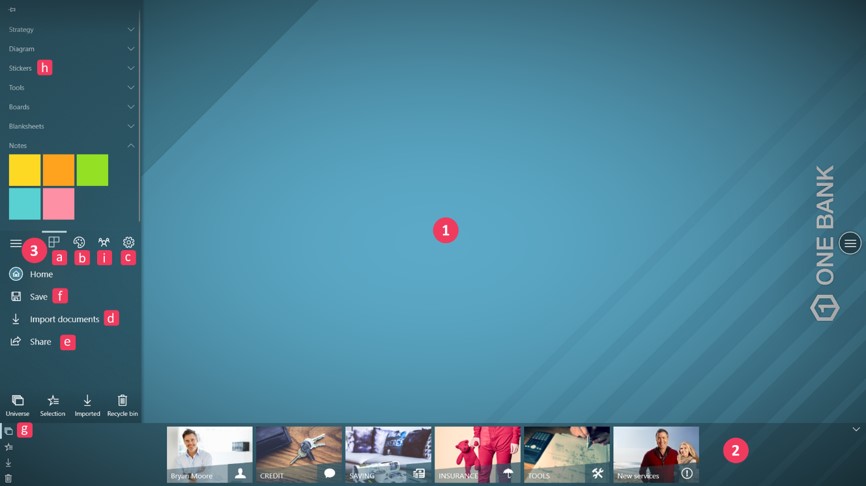 Strategy
Diagram
Stickers h
Tools
Boards
Blanksheets
Notes
3
a b i c
Home
Save f
Import documents d
Share e
Universe Selection Imported Recycle bin
g
1
ONE BANK
1
Bryan Moore
CREDIT
SAVING
INSURANCE
TOOLS
New services
2